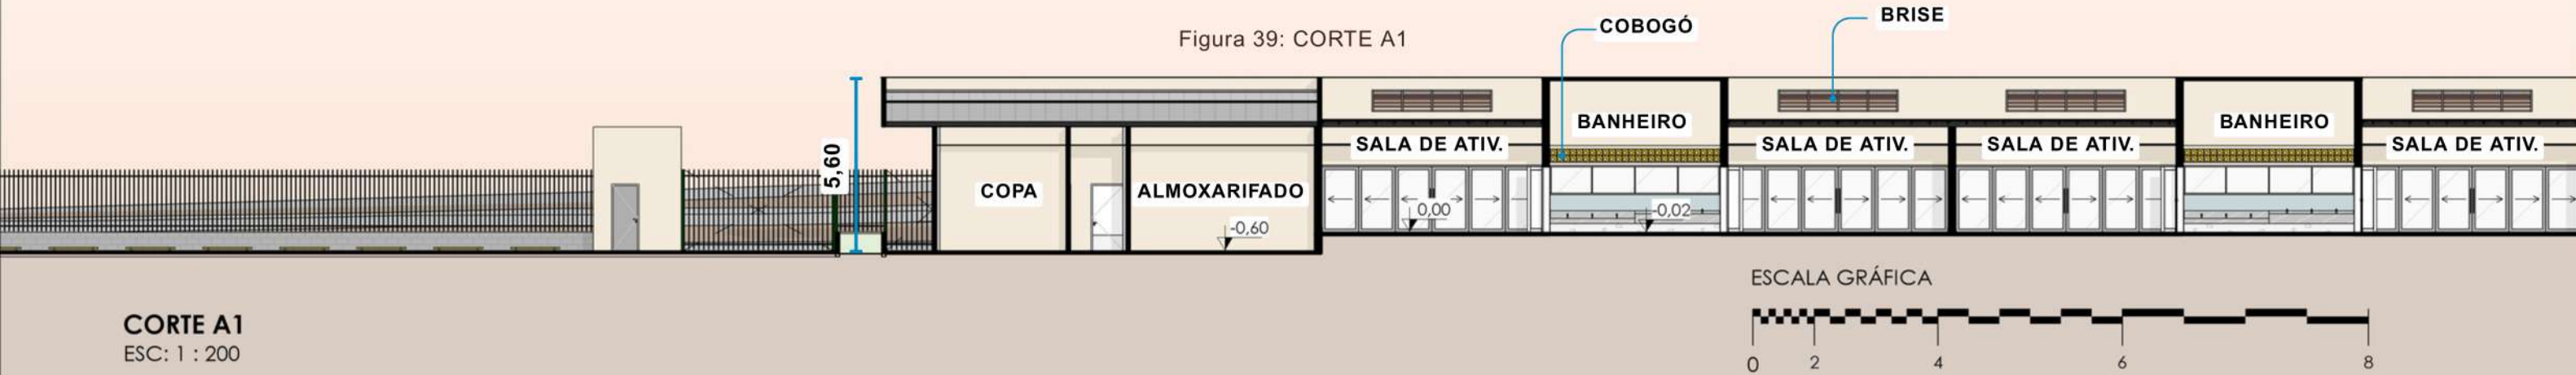 Figura 39: CORTE A1
COBOGÓ
BRISE
5,60
COPA
ALMOXARIFADO
-0,60
SALA DE ATIV.
0,00
BANHEIRO
-0,02
SALA DE ATIV.
SALA DE ATIV.
BANHEIRO
SALA DE ATIV.
CORTE A1
ESC: 1 : 200
ESCALA GRÁFICA
0 2 4 6 8